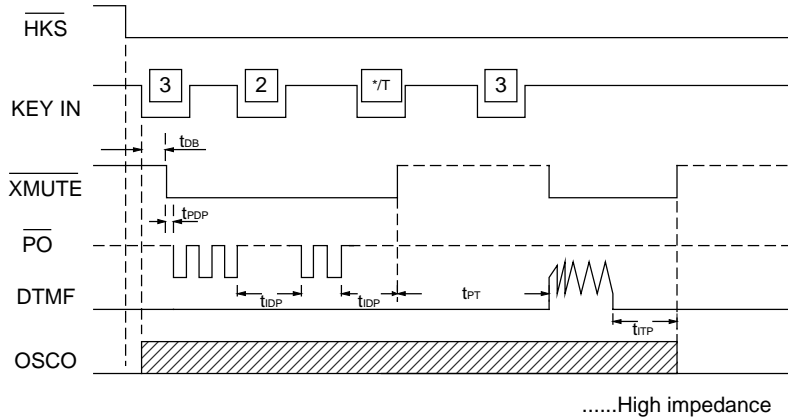 HKS
3 2 */T 3
KEY IN
tDB
XMUTE
tPDP
PO
DTMF
tIDP tIDP tPT
tITP
OSCO
......High impedance